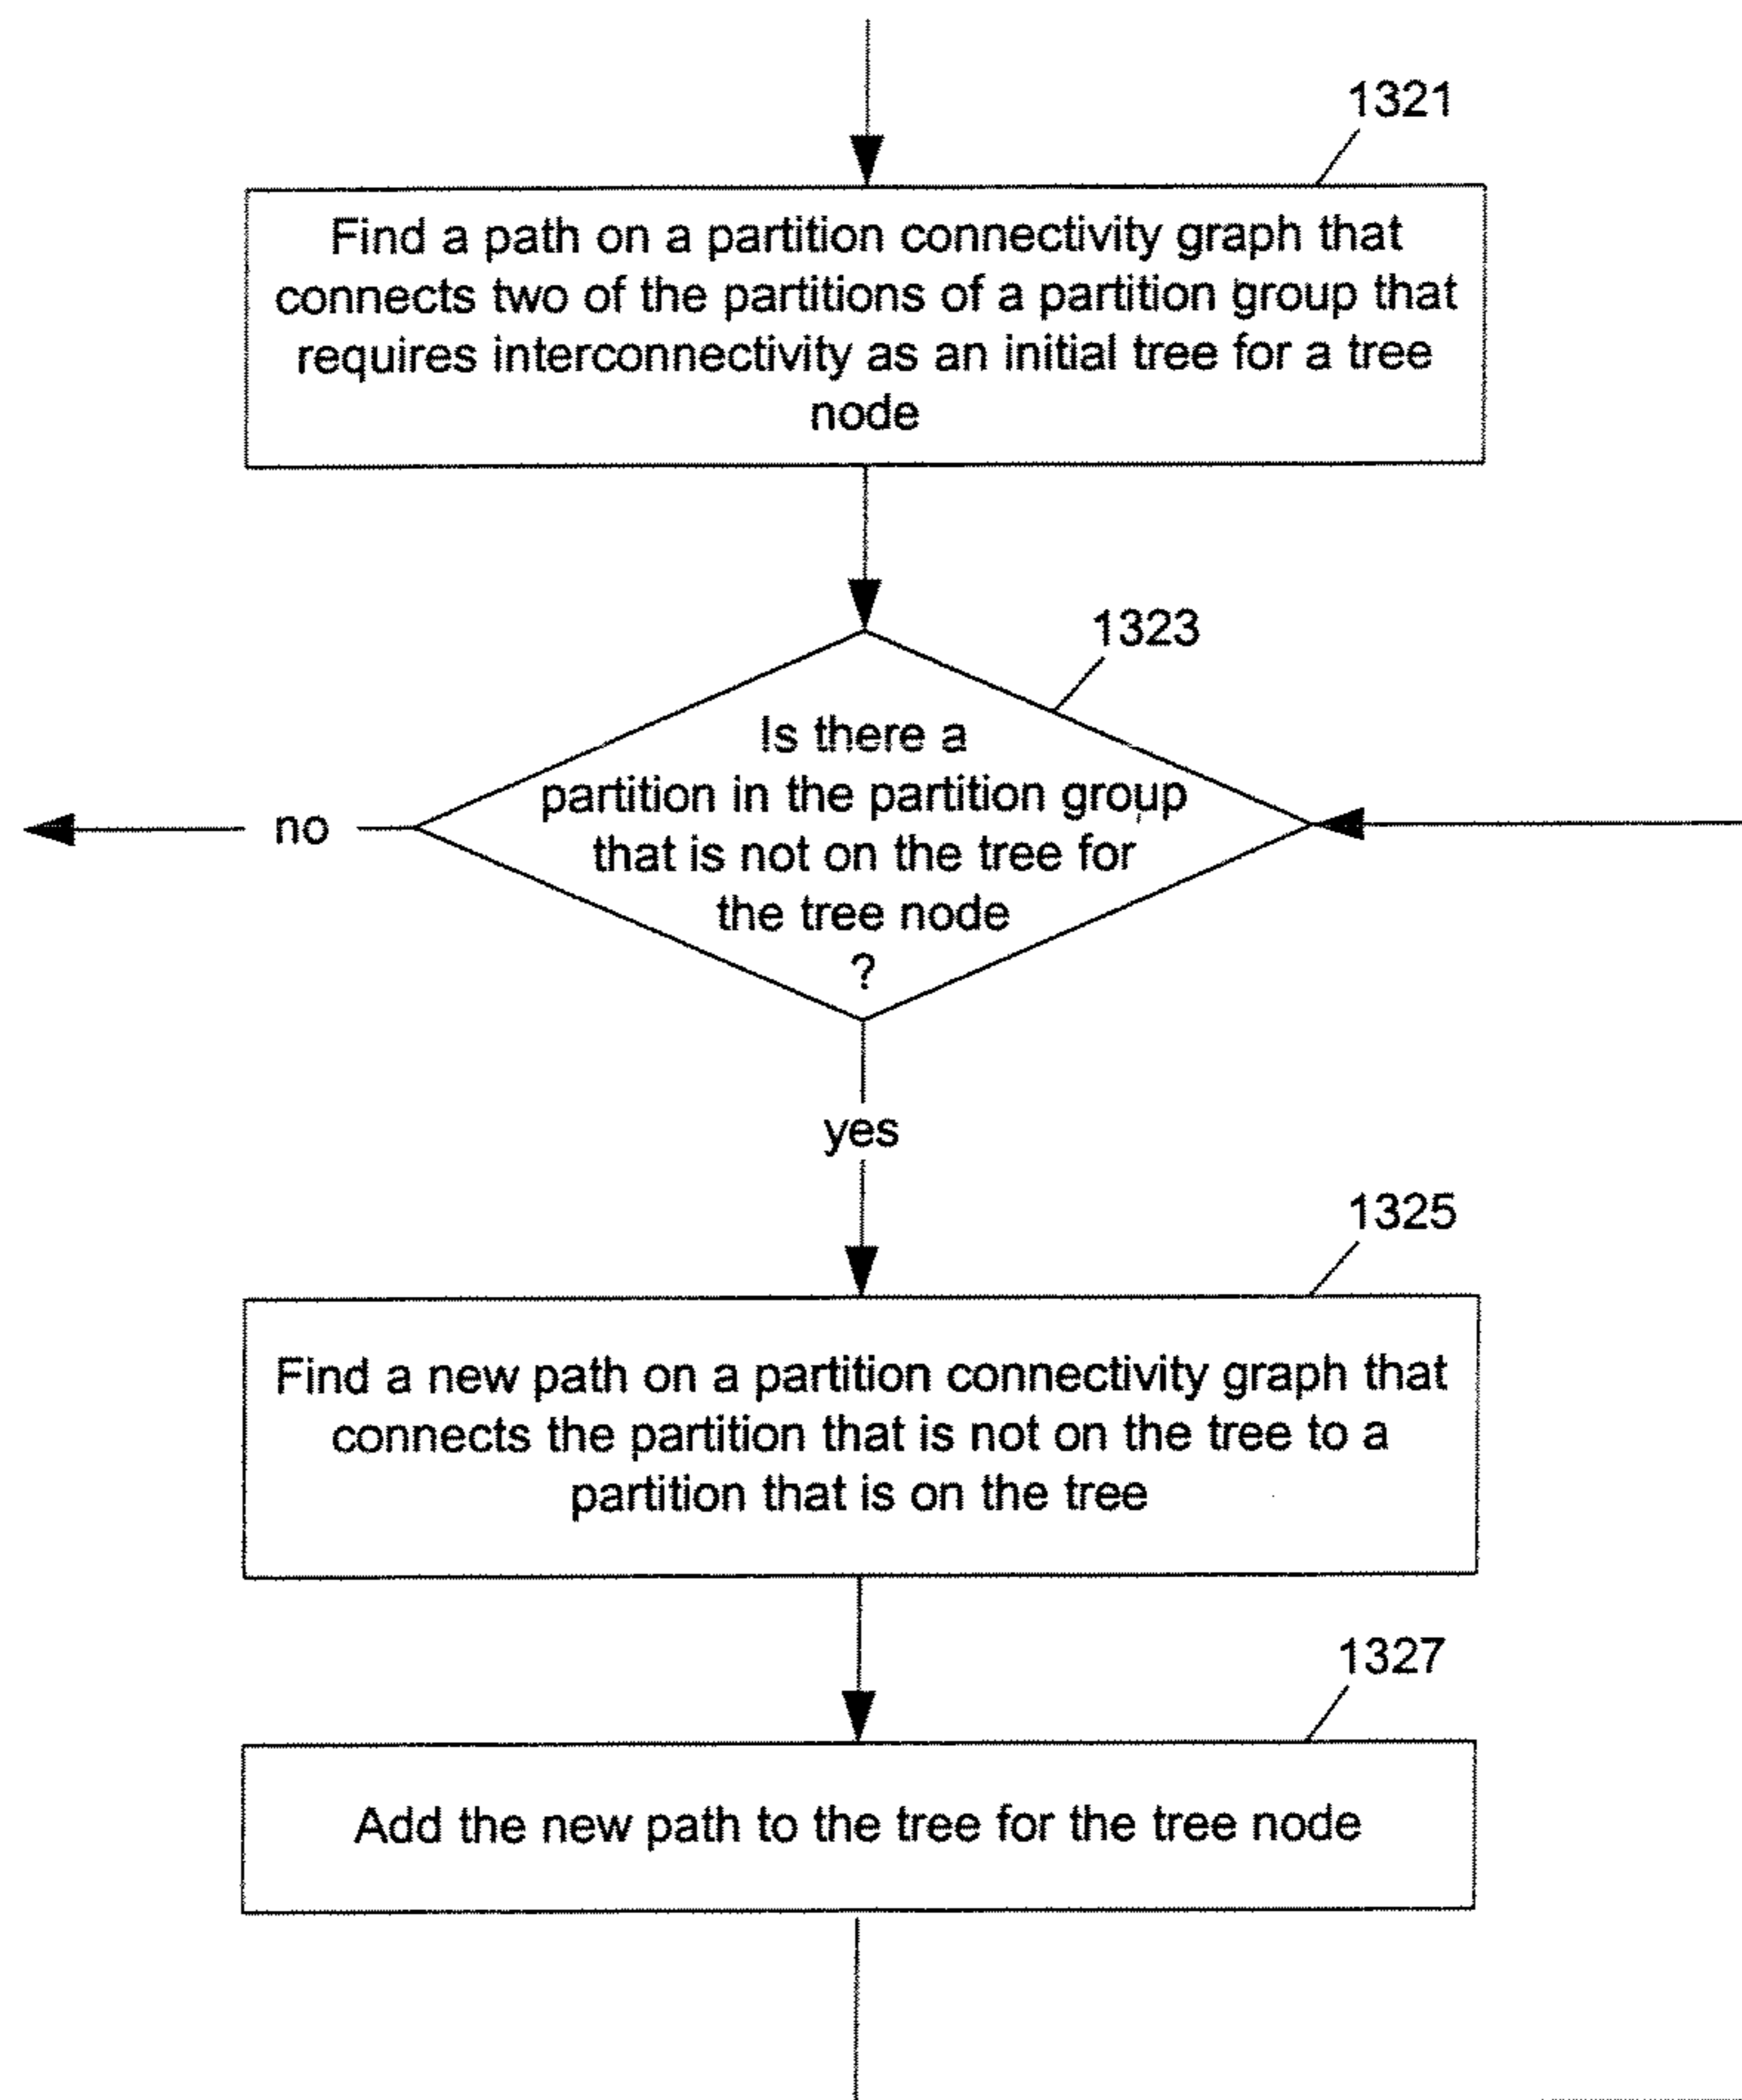 1321
Find a path on a partition connectivity graph that
connects two of the partitions of a partition group that
requires interconnectivity as an initial tree for a tree
node
1323
Is there a
partition in the partition group
that is not on the tree for
the tree node
?
no
yes
1325
Find a new path on a partition connectivity graph that
connects the partition that is not on the tree to a
partition that is on the tree
1327
Add the new path to the tree for the tree node